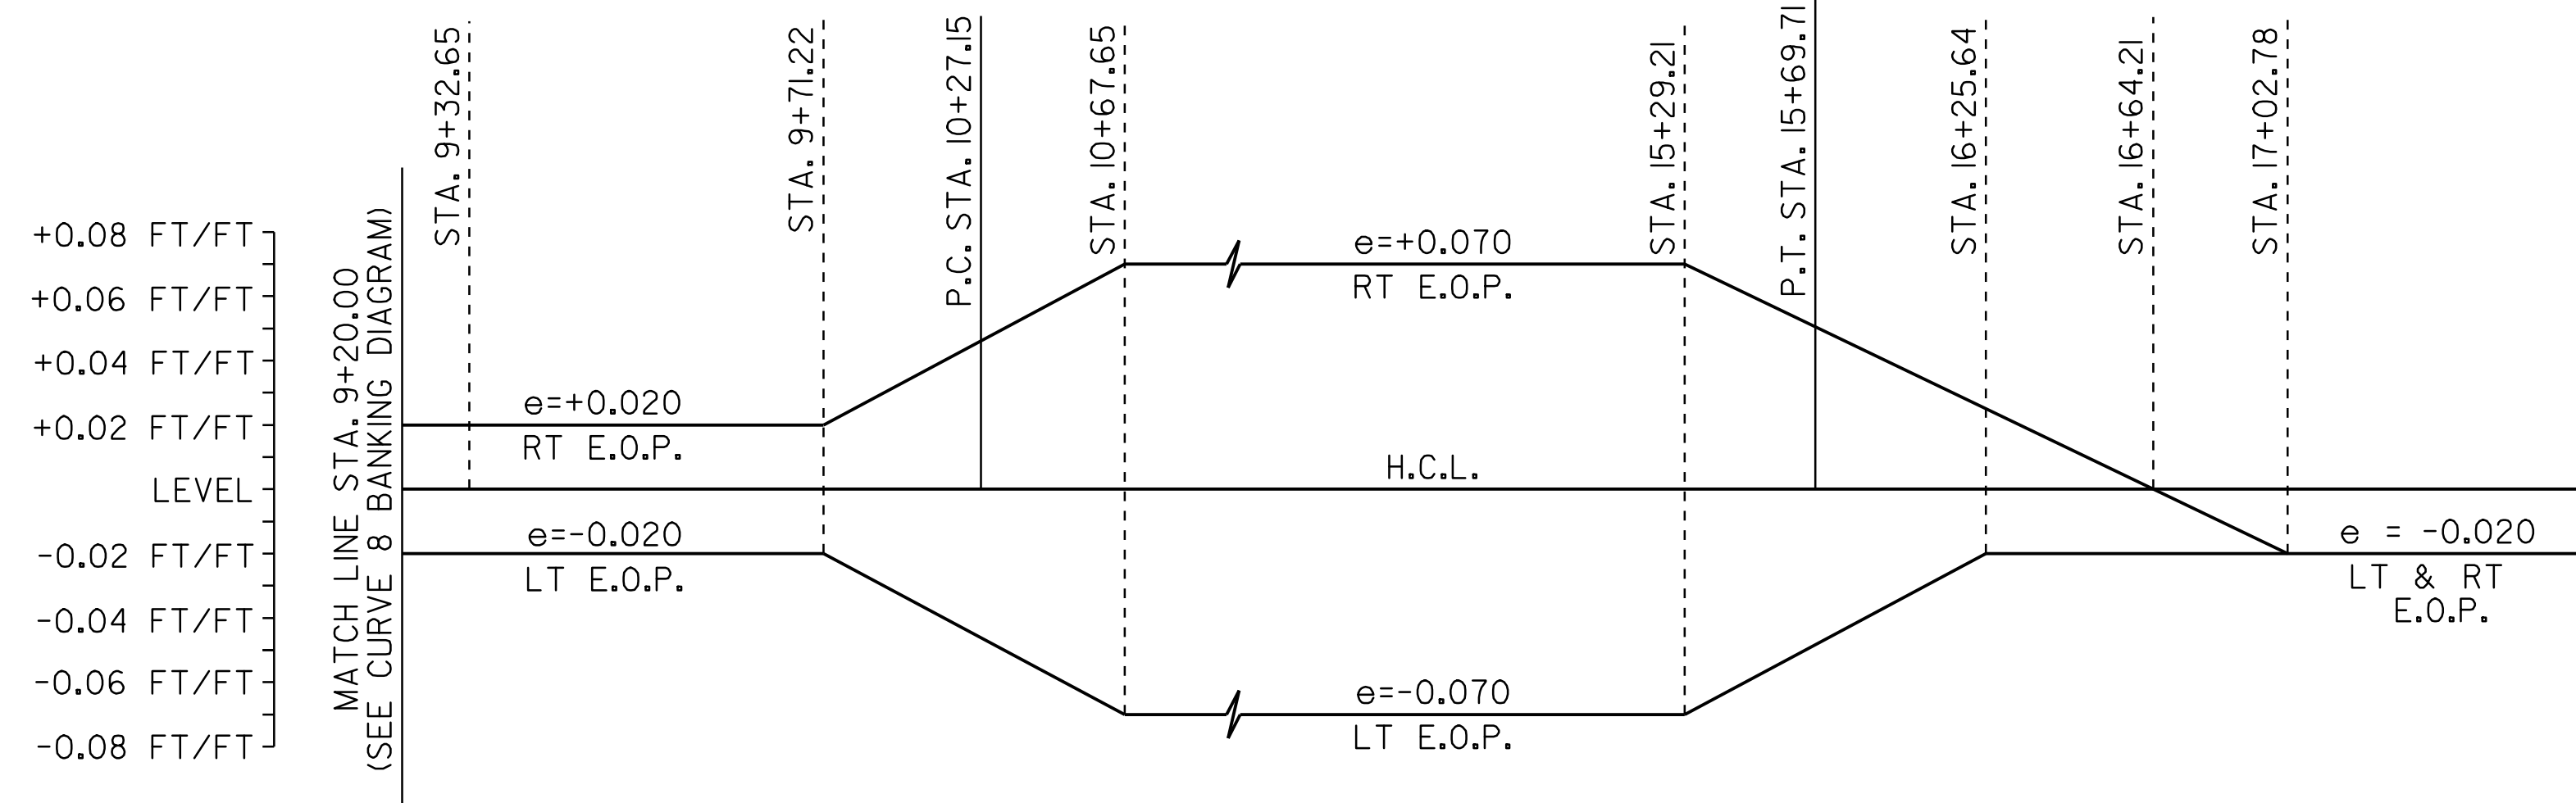 STA. 9+32.65
STA. 9+71.22
P.C. STA. 10+27.15
STA. 10+67.65
STA. 15+29.21
P.T. STA. 15+69.71
STA. 16+25.64
STA. 16+64.21
STA. 17+02.78
+0.08 FT/FT
+0.06 FT/FT
+0.04 FT/FT
+0.02 FT/FT
LEVEL
-0.02 FT/FT
-0.04 FT/FT
-0.06 FT/FT
-0.08 FT/FT
MATCH LINE STA. 9+20.00
(SEE CURVE 8 BANKING DIAGRAM)
e=+0.020
RT E.O.P.
e=-0.020
LT E.O.P.
e=+0.070
RT E.O.P.
H.C.L.
e=-0.070
LT E.O.P.
e = -0.020
LT & RT
E.O.P.